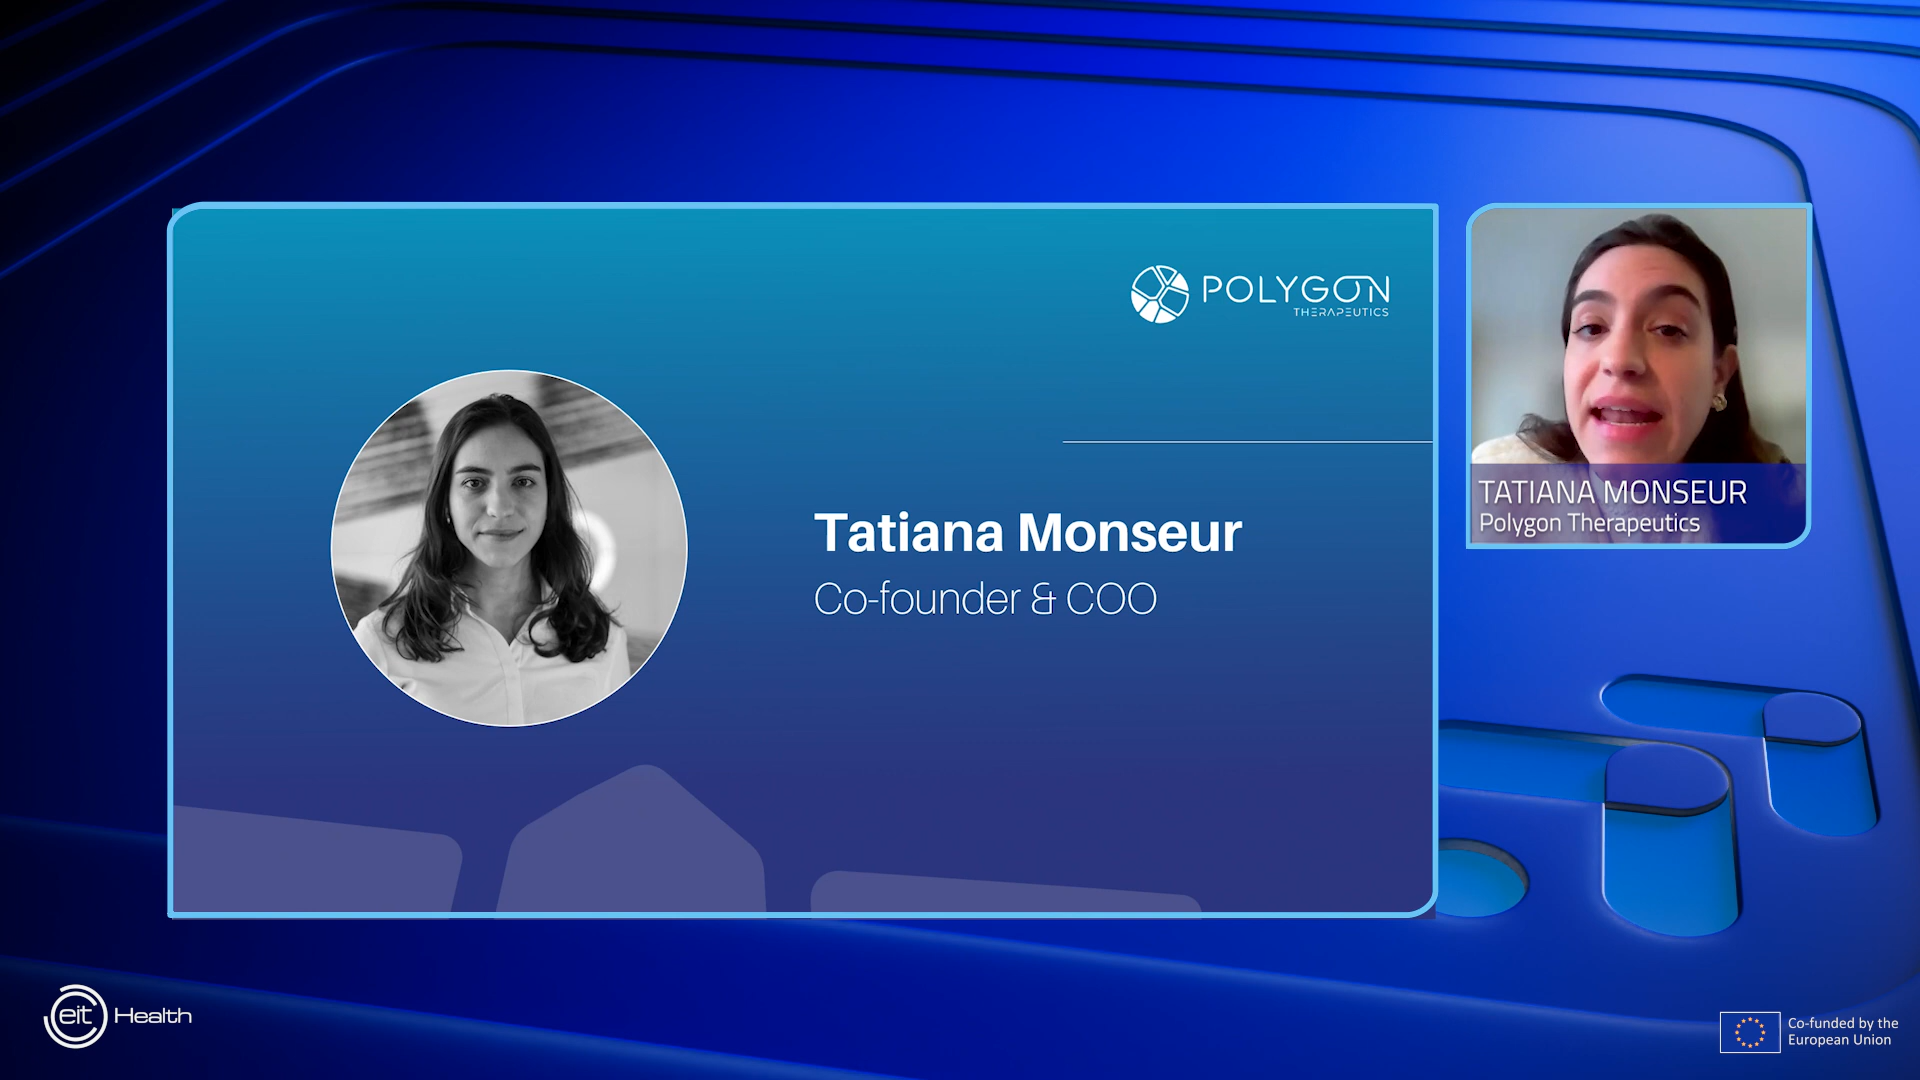 POLYGON
THERAPEUTICS
Tatiana Monseur
Co-founder & COO
TATIANA MONSEUR
Polygon Therapeutics
eit Health
Co-funded by the
European Union